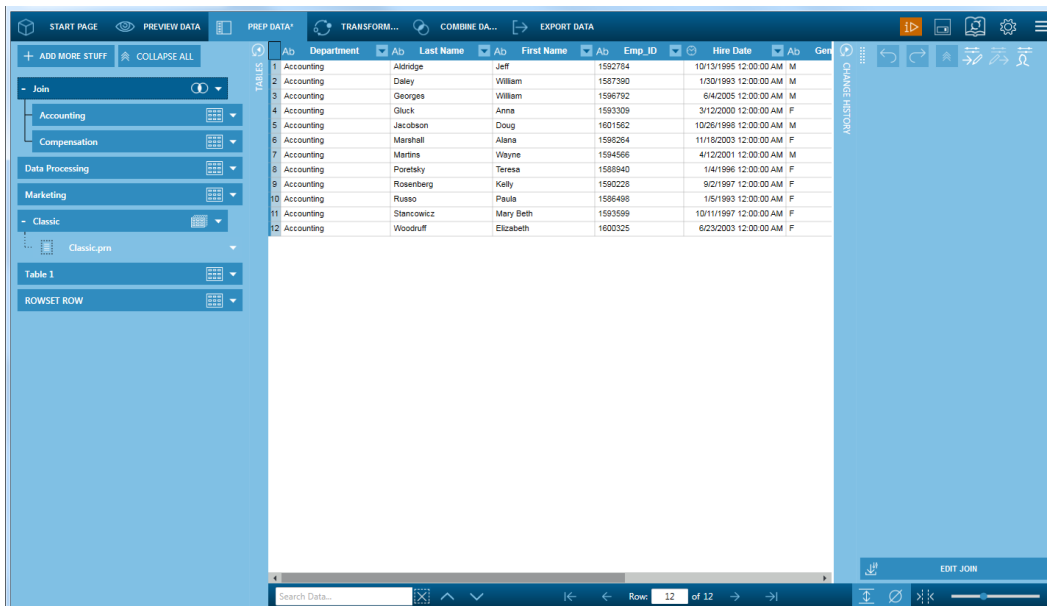 START PAGE PREVIEW DATA PREP DATA* TRANSFORM... COMBINE DA... EXPORT DATA
ADD MORE STUFF COLLAPSE ALL
- Join
Accounting
Compensation
Data Processing
Marketing
- Classic
Classic.prn
Table 1
ROWSET ROW
TABLES
Ab Department Ab Last Name Ab First Name Ab Emp_ID Hire Date Ab Gen
1 Accounting Aldridge Jeff 1592784 10/13/1995 12:00:00 AM M
2 Accounting Daley William 1587390 1/30/1993 12:00:00 AM M
3 Accounting Georges William 1596792 6/4/2005 12:00:00 AM M
4 Accounting Gluck Anna 1593309 3/12/2000 12:00:00 AM F
5 Accounting Jacobson Doug 1601562 10/26/1998 12:00:00 AM M
6 Accounting Marshall Alana 1598264 11/18/2003 12:00:00 AM F
7 Accounting Martins Wayne 1594566 4/12/2001 12:00:00 AM M
8 Accounting Poretsky Teresa 1588940 1/4/1996 12:00:00 AM F
9 Accounting Rosenberg Kelly 1590228 9/2/1997 12:00:00 AM F
10 Accounting Russo Paula 1586498 1/5/1993 12:00:00 AM F
11 Accounting Stancowicz Mary Beth 1593599 10/11/1997 12:00:00 AM F
12 Accounting Woodruff Elizabeth 1600325 6/23/2003 12:00:00 AM F
CHANGE HISTORY
EDIT JOIN
Search Data... Row: 12 of 12